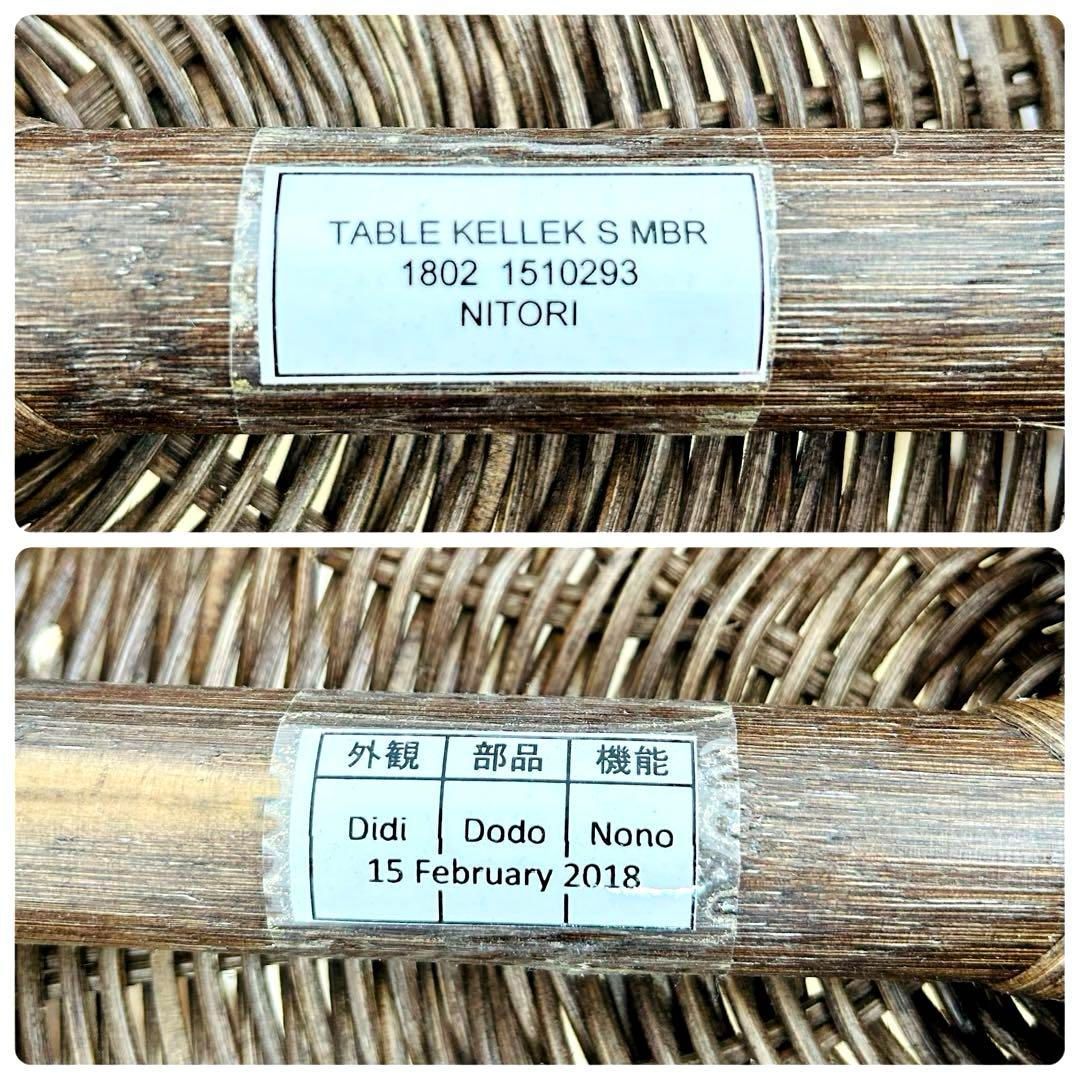 TABLE KELLEK S MBR
1802 1510293
NITORI
外観 部品 機能
Didi Dodo Nono
15 February 2018